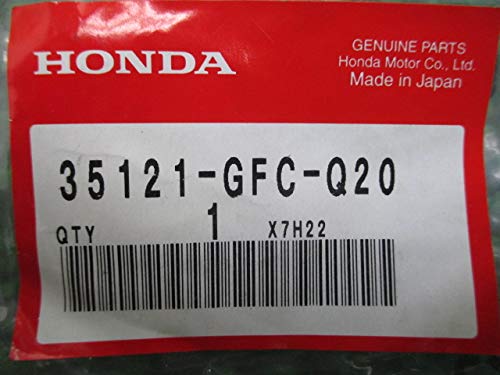 HONDA
GENUINE PARTS
Honda Motor Co., Ltd.
Made in Japan
35121-GFC-Q20
QTY 1 X7H22